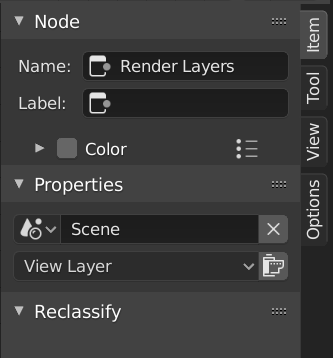 Node
Name: Render Layers
Label:
Color
Properties
Scene
View Layer
Reclassify
Item
Tool
View
Options